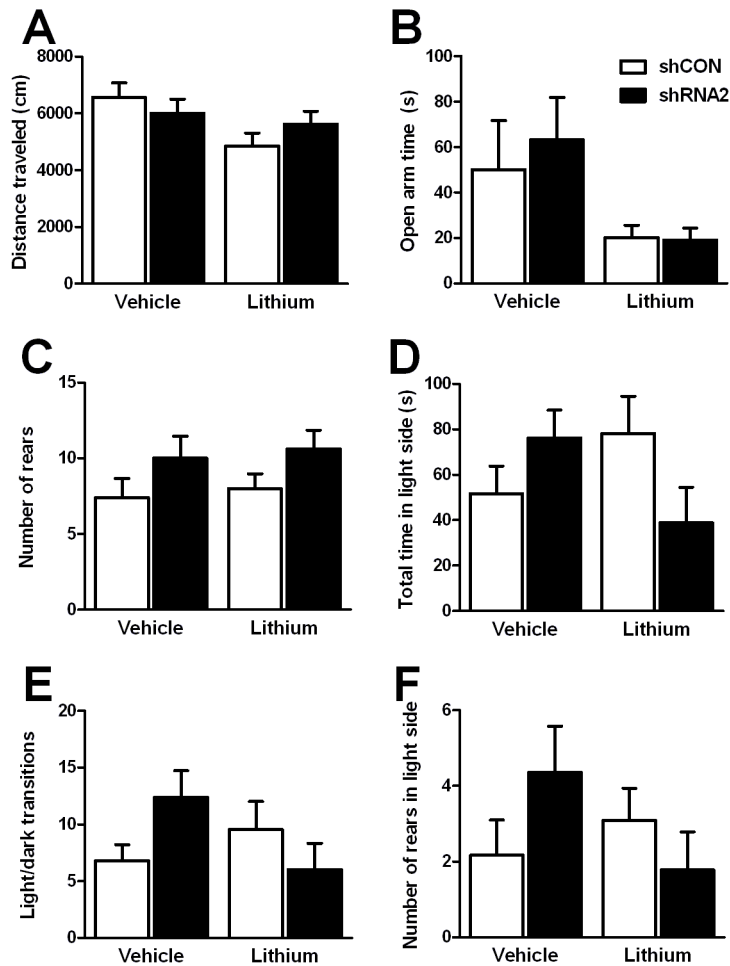 A
Distance traveled (cm)
8000
6000
4000
2000
0
Vehicle
Lithium
B
Open arm time (s)
100
80
60
40
20
0
shCON
shRNA2
Vehicle
Lithium
C
Number of rears
15
10
5
0
Vehicle
Lithium
D
Total time in light side (s)
100
80
60
40
20
0
Vehicle
Lithium
E
Light/dark transitions
20
15
10
5
0
Vehicle
Lithium
F
Number of rears in light side
6
4
2
0
Vehicle
Lithium